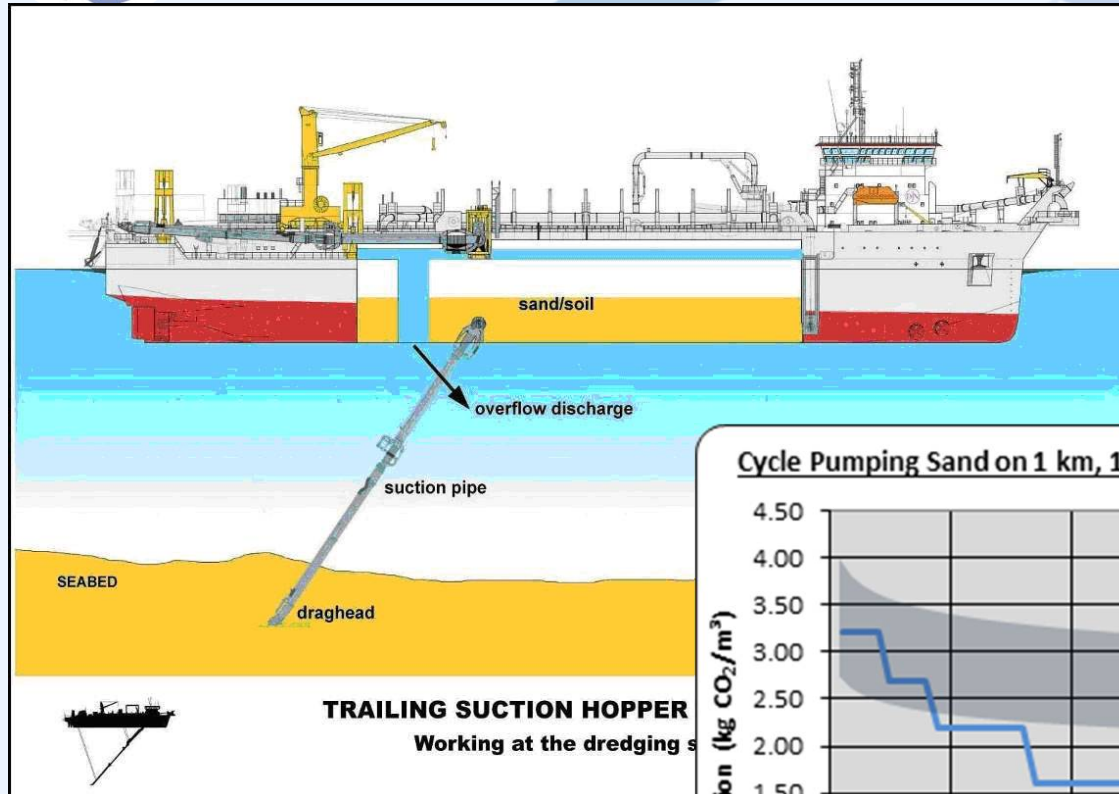 sand/soil
overflow discharge
suction pipe
SEABED
draghead
TRAILING SUCTION HOPPER
Working at the dredging s
Cycle Pumping Sand on 1 km, 1
4.50
4.00
3.50
3.00
2.50
2.00
1.50
ion (kg CO₂/m³)